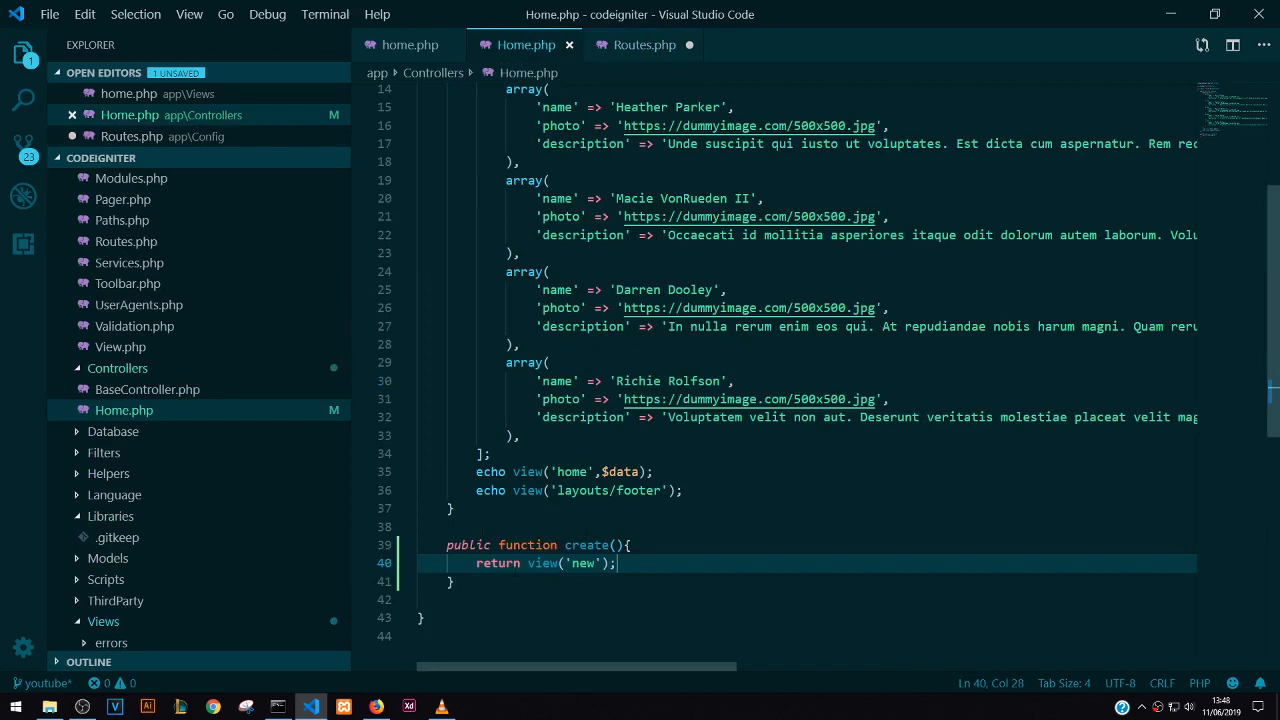 File Edit Selection View Go Debug Terminal Help
Home.php - codeigniter - Visual Studio Code
EXPLORER
home.php
Home.php
Routes.php
1
OPEN EDITORS 1 UNSAVED
home.php app\Views
Home.php app\Controllers M
Routes.php app\Config
23
CODEIGNITER
Modules.php
Pager.php
Paths.php
Routes.php
Services.php
Toolbar.php
UserAgents.php
Validation.php
View.php
Controllers
BaseController.php
Home.php M
Database
Filters
Helpers
Language
Libraries
.gitkeep
Models
Scripts
ThirdParty
Views
errors
OUTLINE
app Controllers Home.php
14 array(
15 'name' => 'Heather Parker',
16 'photo' => 'https://dummyimage.com/500x500.jpg',
17 'description' => 'Unde suscipit qui iusto ut voluptates. Est dicta cum aspernatur. Rem rec
18 ),
19 array(
20 'name' => 'Macie VonRueden II',
21 'photo' => 'https://dummyimage.com/500x500.jpg',
22 'description' => 'Occaecati id mollitia asperiores itaque odit dolorum autem laborum. Volu
23 ),
24 array(
25 'name' => 'Darren Dooley',
26 'photo' => 'https://dummyimage.com/500x500.jpg',
27 'description' => 'In nulla rerum enim eos qui. At repudiandae nobis harum magni. Quam reru
28 ),
29 array(
30 'name' => 'Richie Rolfson',
31 'photo' => 'https://dummyimage.com/500x500.jpg',
32 'description' => 'Voluptatem velit non aut. Deserunt veritatis molestiae placeat velit mag
33 ),
34 ];
35 echo view('home',$data);
36 echo view('layouts/footer');
37 }
38
39 public function create(){
40 return view('new');
41 }
42
43 }
44
youtube* 0 0
Ln 40, Col 28 Tab Size: 4 UTF-8 CRLF PHP
13:48
11/06/2019